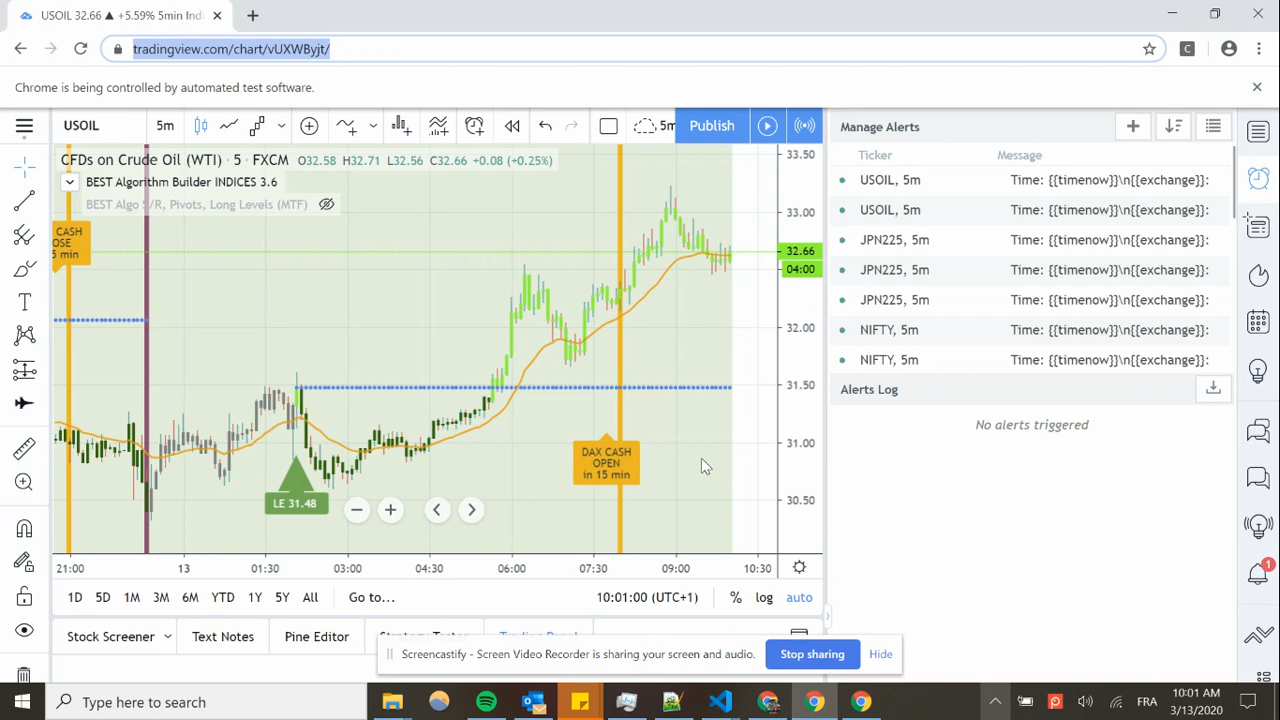 USOIL 32.66 ▲ +5.59% 5min Indi
tradingview.com/chart/vUXWByjt/
Chrome is being controlled by automated test software.
USOIL
5m
5m
Publish
CFDs on Crude Oil (WTI) · 5 · FXCM O32.58 H32.71 L32.56 C32.66 +0.08 (+0.25%)
BEST Algorithm Builder INDICES 3.6
BEST Algo S/R, Pivots, Long Levels (MTF)
CASH
OSE
5 min
DAX CASH
OPEN
in 15 min
LE 31.48
33.50
33.00
32.66
04:00
32.00
31.50
31.00
30.50
21:00 13 01:30 03:00 04:30 06:00 07:30 09:00 10:30
1D 5D 1M 3M 6M YTD 1Y 5Y All Go to... 10:01:00 (UTC+1) % log auto
Stock Screener Text Notes Pine Editor Strategy Tester Trading Panel
Manage Alerts
Ticker Message
USOIL, 5m Time: {{timenow}}\n{{exchange}}:
USOIL, 5m Time: {{timenow}}\n{{exchange}}:
JPN225, 5m Time: {{timenow}}\n{{exchange}}:
JPN225, 5m Time: {{timenow}}\n{{exchange}}:
JPN225, 5m Time: {{timenow}}\n{{exchange}}:
NIFTY, 5m Time: {{timenow}}\n{{exchange}}:
NIFTY, 5m Time: {{timenow}}\n{{exchange}}:
Alerts Log
No alerts triggered
1
Screencastify - Screen Video Recorder is sharing your screen and audio.
Stop sharing
Hide
Type here to search
FRA
10:01 AM
3/13/2020